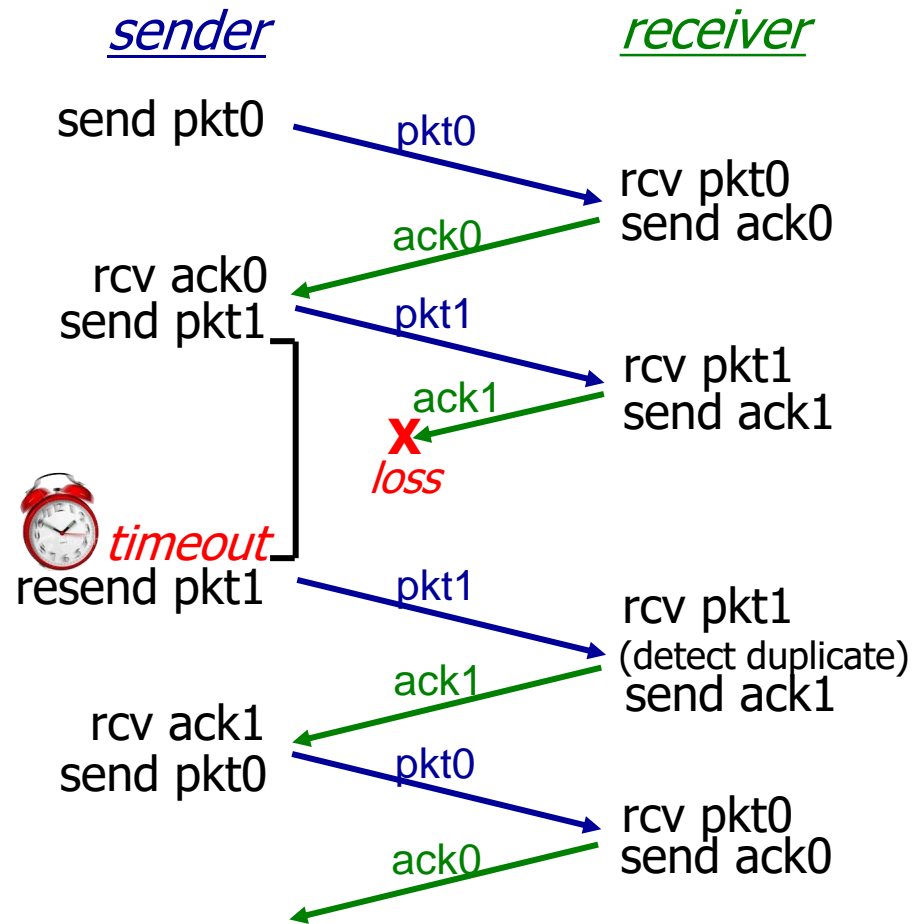 sender
receiver
send pkt0
pkt0
rcv pkt0
send ack0
ack0
rcv ack0
send pkt1
pkt1
rcv pkt1
send ack1
ack1
X
loss
timeout
resend pkt1
pkt1
rcv pkt1
(detect duplicate)
send ack1
ack1
rcv ack1
send pkt0
pkt0
rcv pkt0
send ack0
ack0